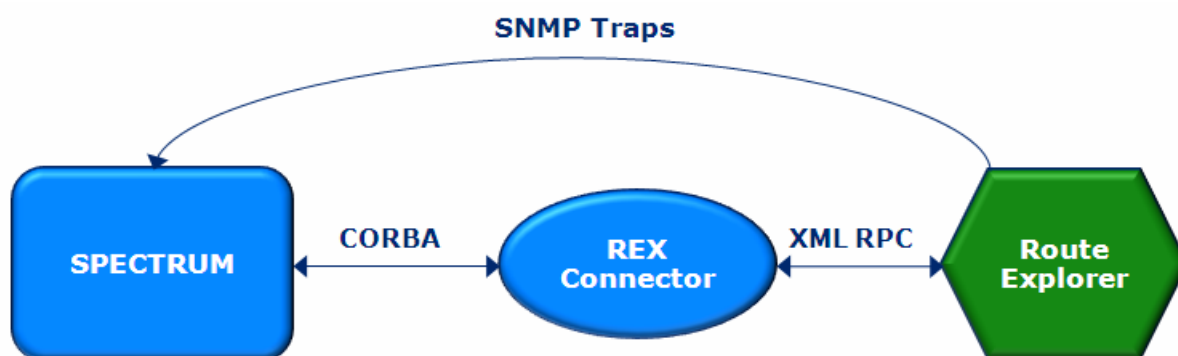 SNMP Traps
SPECTRUM
CORBA
REX
Connector
XML RPC
Route
Explorer